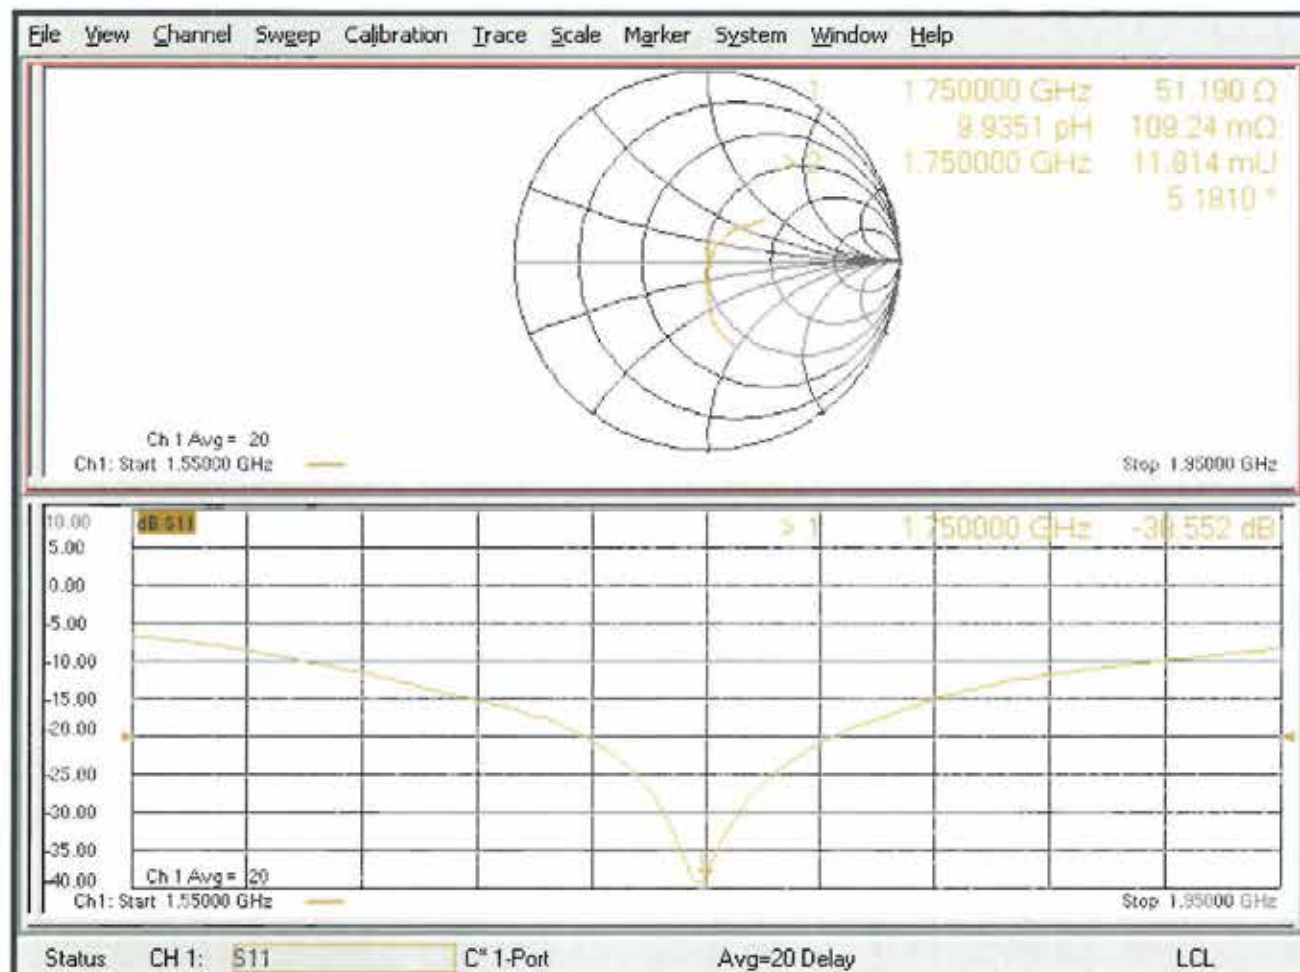 File View Channel Sweep Calibration Trace Scale Marker System Window Help
1 1.750000 GHz 51.190 Ω
9.9351 pH 109.24 mΩ
> 2 1.750000 GHz 11.814 mU
5.1810 °
Ch 1 Avg = 20
Ch1: Start 1.55000 GHz
Stop 1.95000 GHz
10.00 dB S11
> 1 1.750000 GHz -38.552 dB
5.00
0.00
-5.00
-10.00
-15.00
-20.00
-25.00
-30.00
-35.00
-40.00
Ch 1 Avg = 20
Ch1: Start 1.55000 GHz
Stop 1.95000 GHz
Status CH 1: S11 C* 1-Port Avg=20 Delay LCL